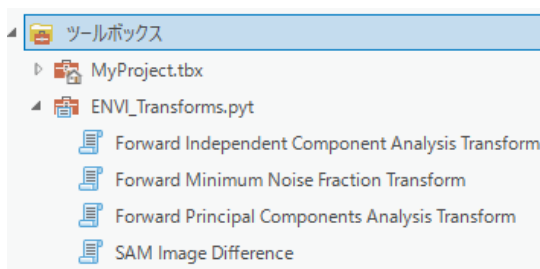 ツールボックス
MyProject.tbx
ENVI_Transforms.pyt
Forward Independent Component Analysis Transform
Forward Minimum Noise Fraction Transform
Forward Principal Components Analysis Transform
SAM Image Difference